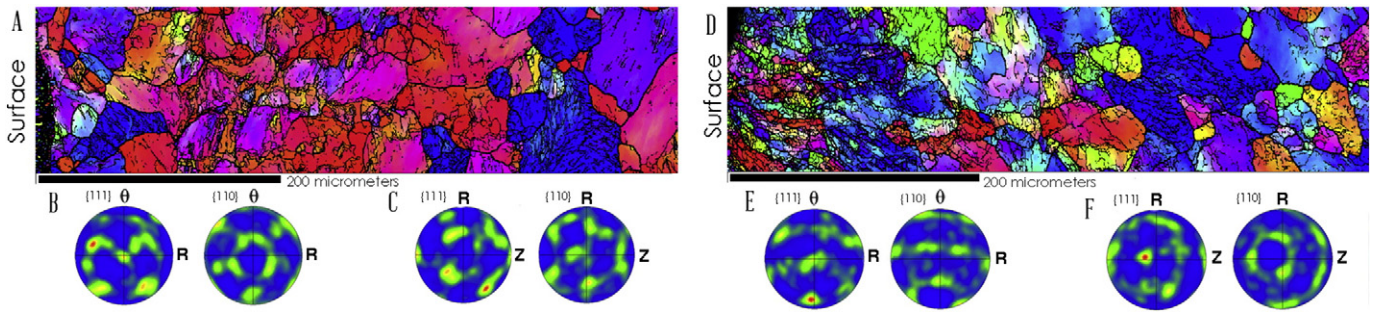 A
Surface
200 micrometers
B
{111} θ
R
{110} θ
R
C
{111} R
Z
{110} R
Z
D
Surface
200 micrometers
E
{111} θ
R
{110} θ
R
F
{111} R
Z
{110} R
Z